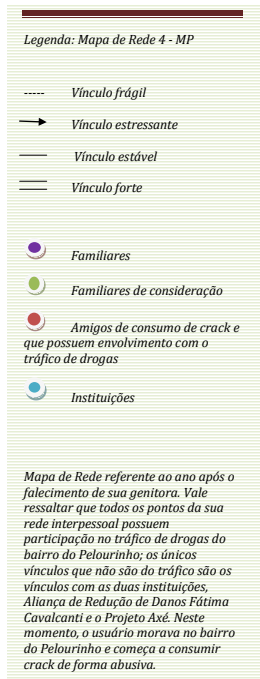 Legenda: Mapa de Rede 4 - MP
----- Vínculo frágil
Vínculo estressante
Vínculo estável
Vínculo forte
Familiares
Familiares de consideração
Amigos de consumo de crack e
que possuem envolvimento com o
tráfico de drogas
Instituições
Mapa de Rede referente ao ano após o
falecimento de sua genitora. Vale
ressaltar que todos os pontos da sua
rede interpessoal possuem
participação no tráfico de drogas do
bairro do Pelourinho; os únicos
vínculos que não são do tráfico são os
vínculos com as duas instituições,
Aliança de Redução de Danos Fátima
Cavalcanti e o Projeto Axé. Neste
momento, o usuário morava no bairro
do Pelourinho e começa a consumir
crack de forma abusiva.